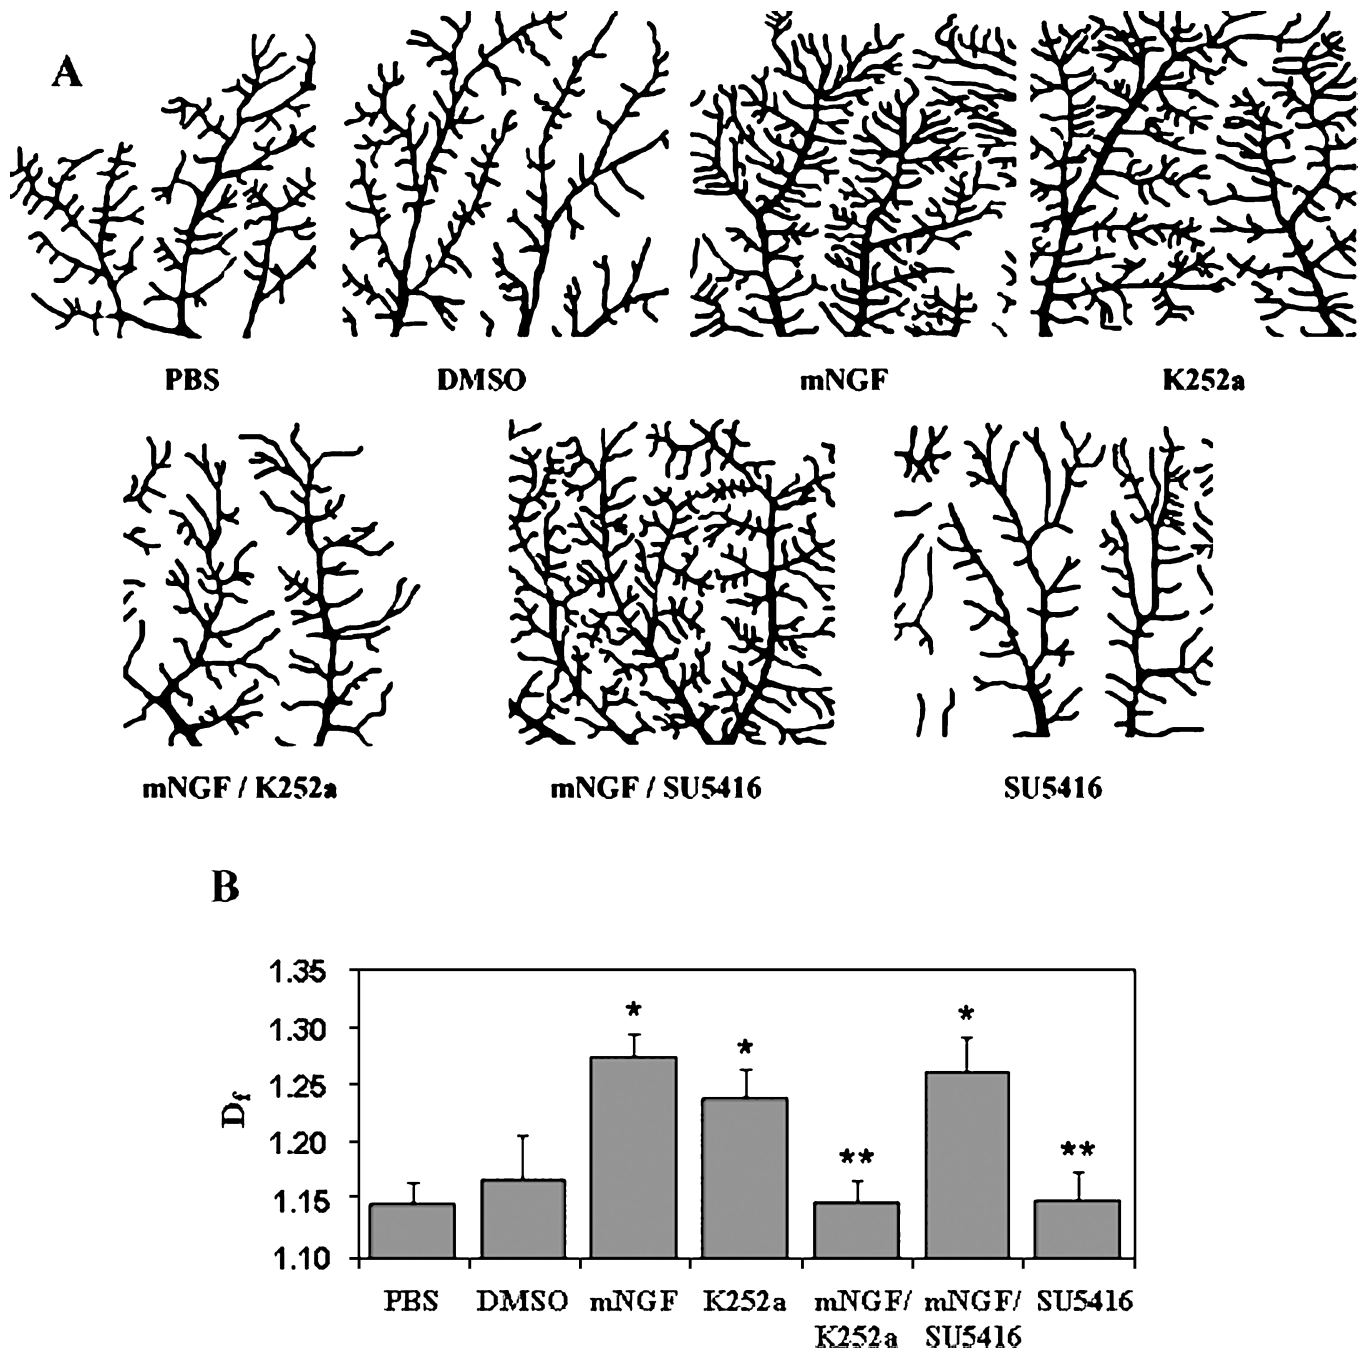 A
PBS
DMSO
mNGF
K252a
mNGF / K252a
mNGF / SU5416
SU5416
B
1.35
1.30
1.25
1.20
1.15
1.10
Df
*
*
**
*
**
PBS
DMSO
mNGF
K252a
mNGF/
K252a
mNGF/
SU5416
SU5416